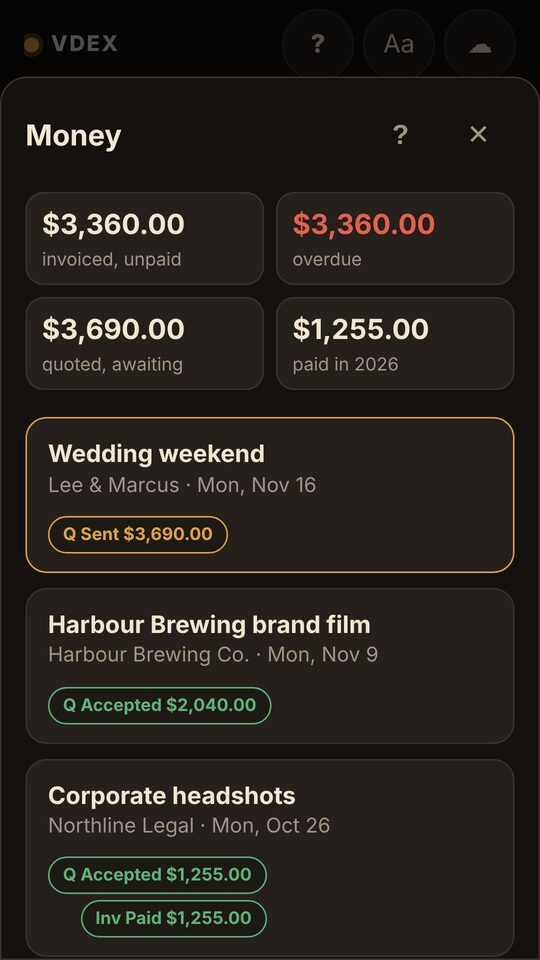 VDEX
?
Aa
Money
?
✕
$3,360.00
invoiced, unpaid
$3,360.00
overdue
$3,690.00
quoted, awaiting
$1,255.00
paid in 2026
Wedding weekend
Lee & Marcus · Mon, Nov 16
Q Sent $3,690.00
Harbour Brewing brand film
Harbour Brewing Co. · Mon, Nov 9
Q Accepted $2,040.00
Corporate headshots
Northline Legal · Mon, Oct 26
Q Accepted $1,255.00
Inv Paid $1,255.00